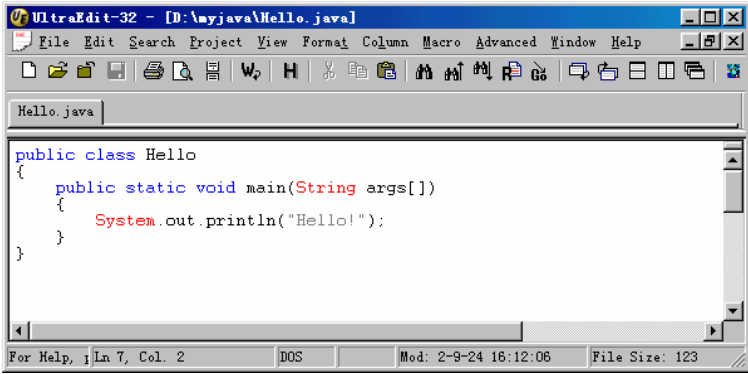 UltraEdit-32 - [D:\myjava\Hello.java]
File Edit Search Project View Format Column Macro Advanced Window Help
Hello.java
public class Hello
{
    public static void main(String args[])
    {
        System.out.println("Hello!");
    }
}
For Help, Ln 7, Col. 2 DOS Mod: 2-9-24 16:12:06 File Size: 123